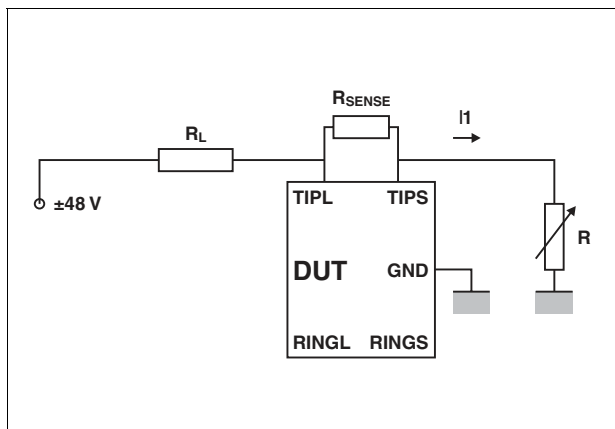 RSENSE
I1
RL
±48 V
TIPL TIPS
R
DUT GND
RINGL RINGS